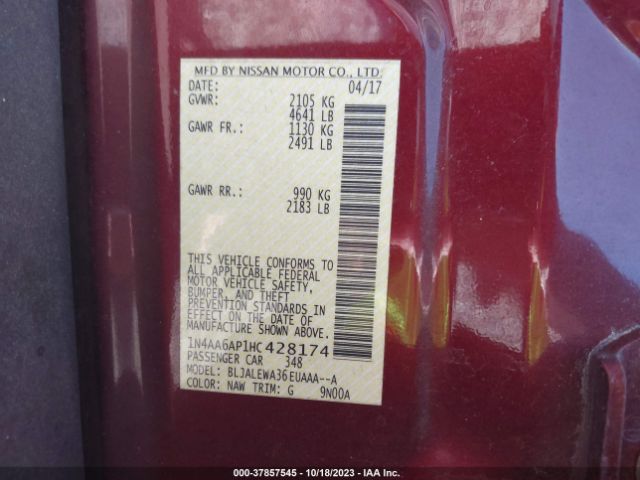 MFD BY NISSAN MOTOR CO., LTD.
DATE: 04/17
GVWR: 2105 KG
4641 LB
GAWR FR.: 1130 KG
2491 LB
GAWR RR.: 990 KG
2183 LB
THIS VEHICLE CONFORMS TO
ALL APPLICABLE FEDERAL
MOTOR VEHICLE SAFETY,
BUMPER, AND THEFT
PREVENTION STANDARDS IN
EFFECT ON THE DATE OF
MANUFACTURE SHOWN ABOVE.
1N4AA6AP1HC428174
PASSENGER CAR 348
MODEL: BLJALEWA36EUAAA--A
COLOR: NAW TRIM: G 9N00A
000-37857545 | 10/18/2023 | IAA Inc.